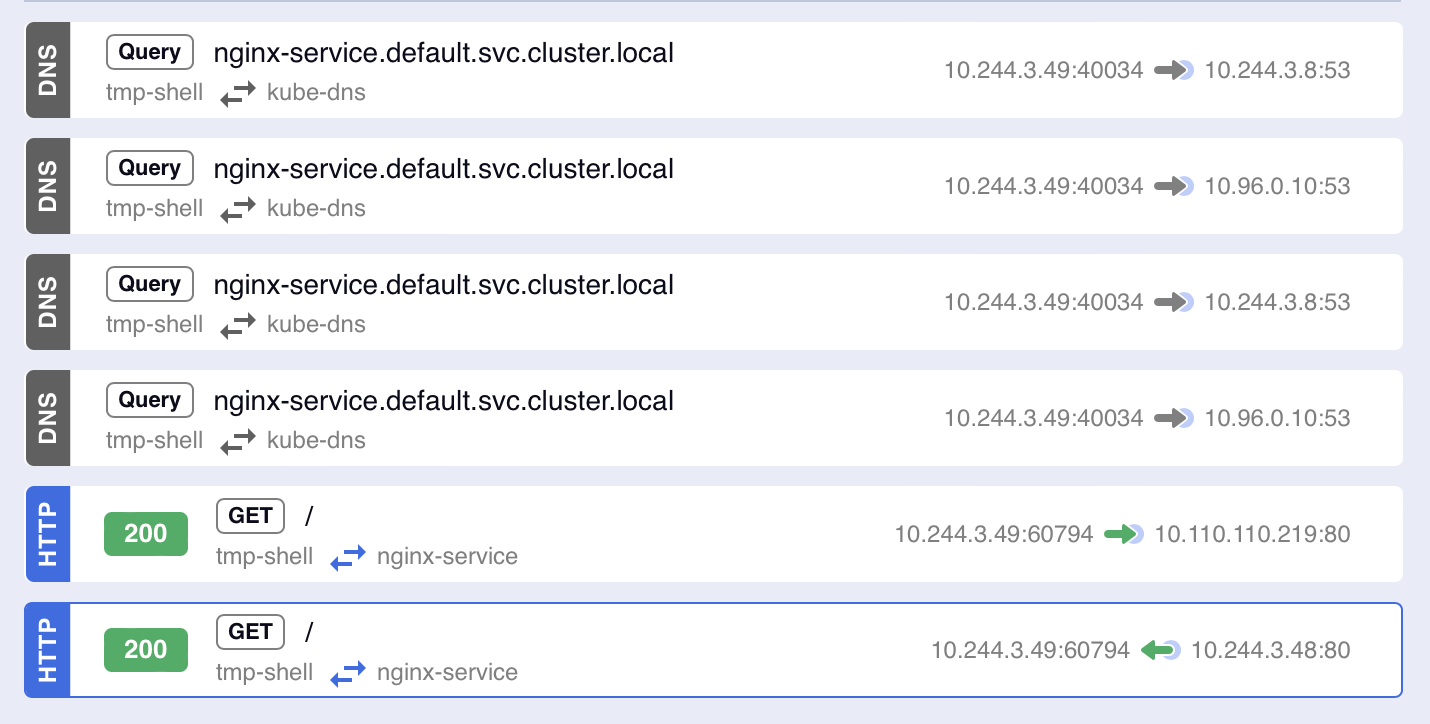 DNS
Query nginx-service.default.svc.cluster.local
tmp-shell kube-dns
10.244.3.49:40034 10.244.3.8:53
DNS
Query nginx-service.default.svc.cluster.local
tmp-shell kube-dns
10.244.3.49:40034 10.96.0.10:53
DNS
Query nginx-service.default.svc.cluster.local
tmp-shell kube-dns
10.244.3.49:40034 10.244.3.8:53
DNS
Query nginx-service.default.svc.cluster.local
tmp-shell kube-dns
10.244.3.49:40034 10.96.0.10:53
HTTP
200
GET /
tmp-shell nginx-service
10.244.3.49:60794 10.110.110.219:80
HTTP
200
GET /
tmp-shell nginx-service
10.244.3.49:60794 10.244.3.48:80